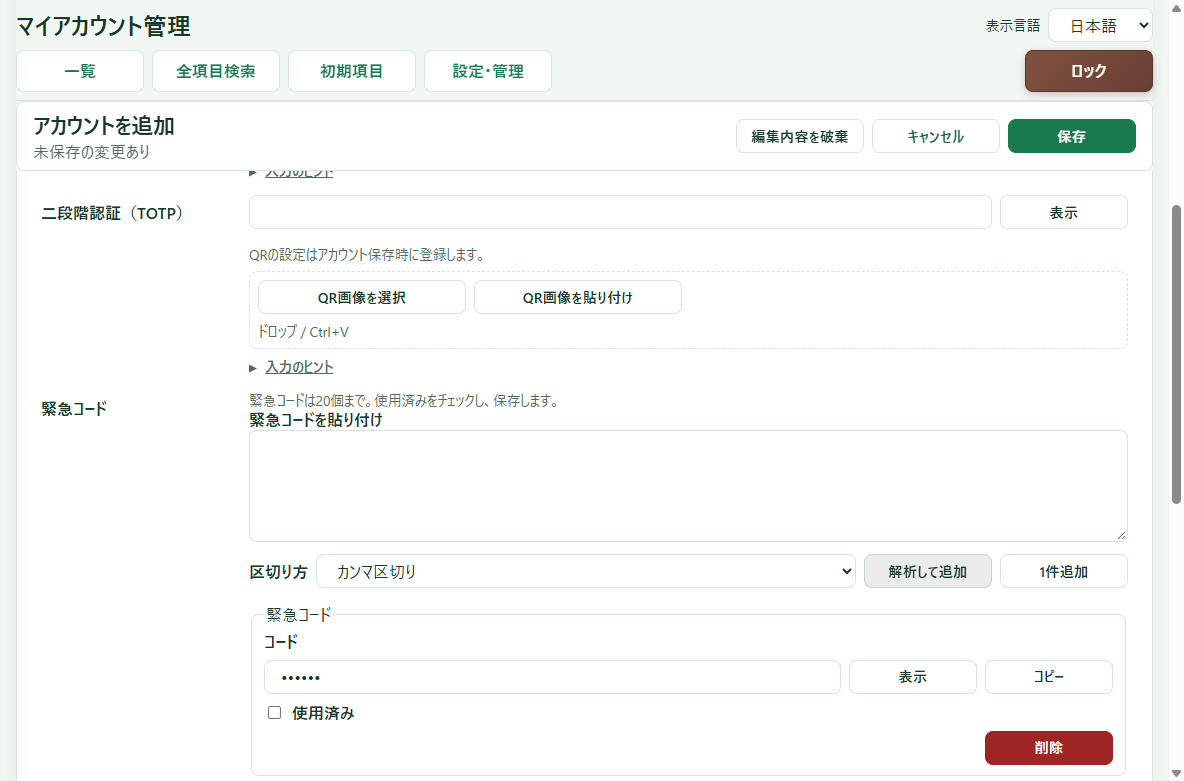 マイアカウント管理
表示言語 日本語
一覧 全項目検索 初期項目 設定・管理 ロック
アカウントを追加
未保存の変更あり
編集内容を破棄 キャンセル 保存
入力のヒント
二段階認証（TOTP） 表示
QRの設定はアカウント保存時に登録します。
QR画像を選択 QR画像を貼り付け
ドロップ / Ctrl+V
入力のヒント
緊急コード
緊急コードは20個まで。使用済みをチェックし、保存します。
緊急コードを貼り付け
区切り方 カンマ区切り 解析して追加 1件追加
緊急コード
コード
•••••• 表示 コピー
使用済み
削除